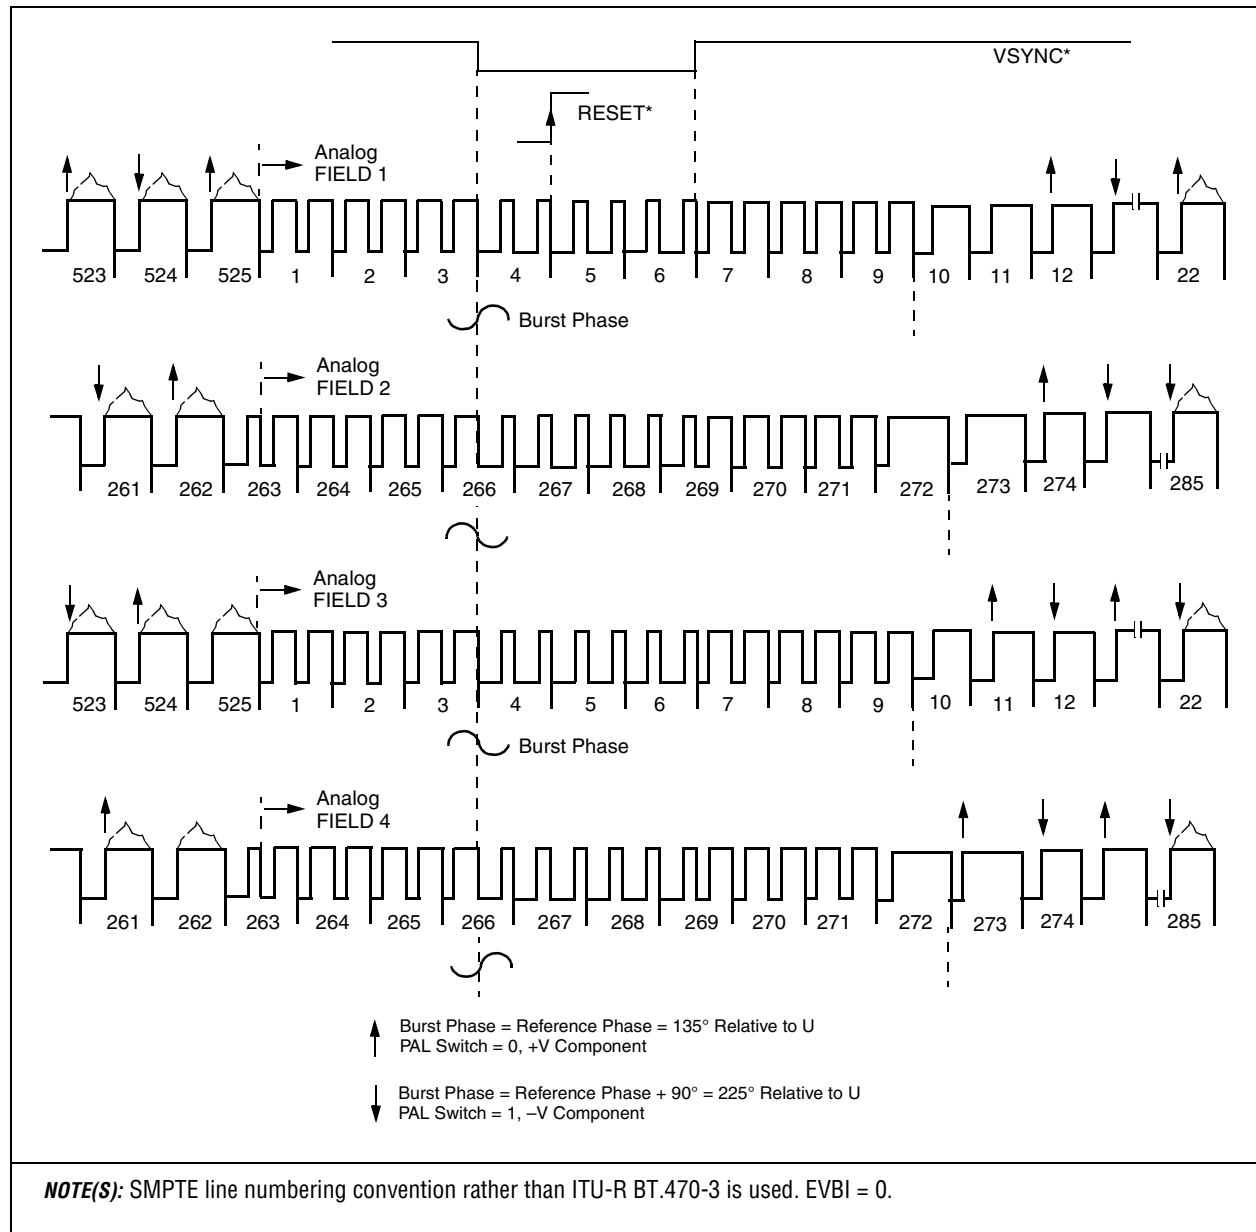 VSYNC*
RESET*
Analog
FIELD 1
523 524 525 1 2 3 4 5 6 7 8 9 10 11 12 22
Burst Phase
Analog
FIELD 2
261 262 263 264 265 266 267 268 269 270 271 272 273 274 285
Analog
FIELD 3
523 524 525 1 2 3 4 5 6 7 8 9 10 11 12 22
Burst Phase
Analog
FIELD 4
261 262 263 264 265 266 267 268 269 270 271 272 273 274 285
Burst Phase = Reference Phase = 135° Relative to U
PAL Switch = 0, +V Component
Burst Phase = Reference Phase + 90° = 225° Relative to U
PAL Switch = 1, –V Component
NOTE(S): SMPTE line numbering convention rather than ITU-R BT.470-3 is used. EVBI = 0.